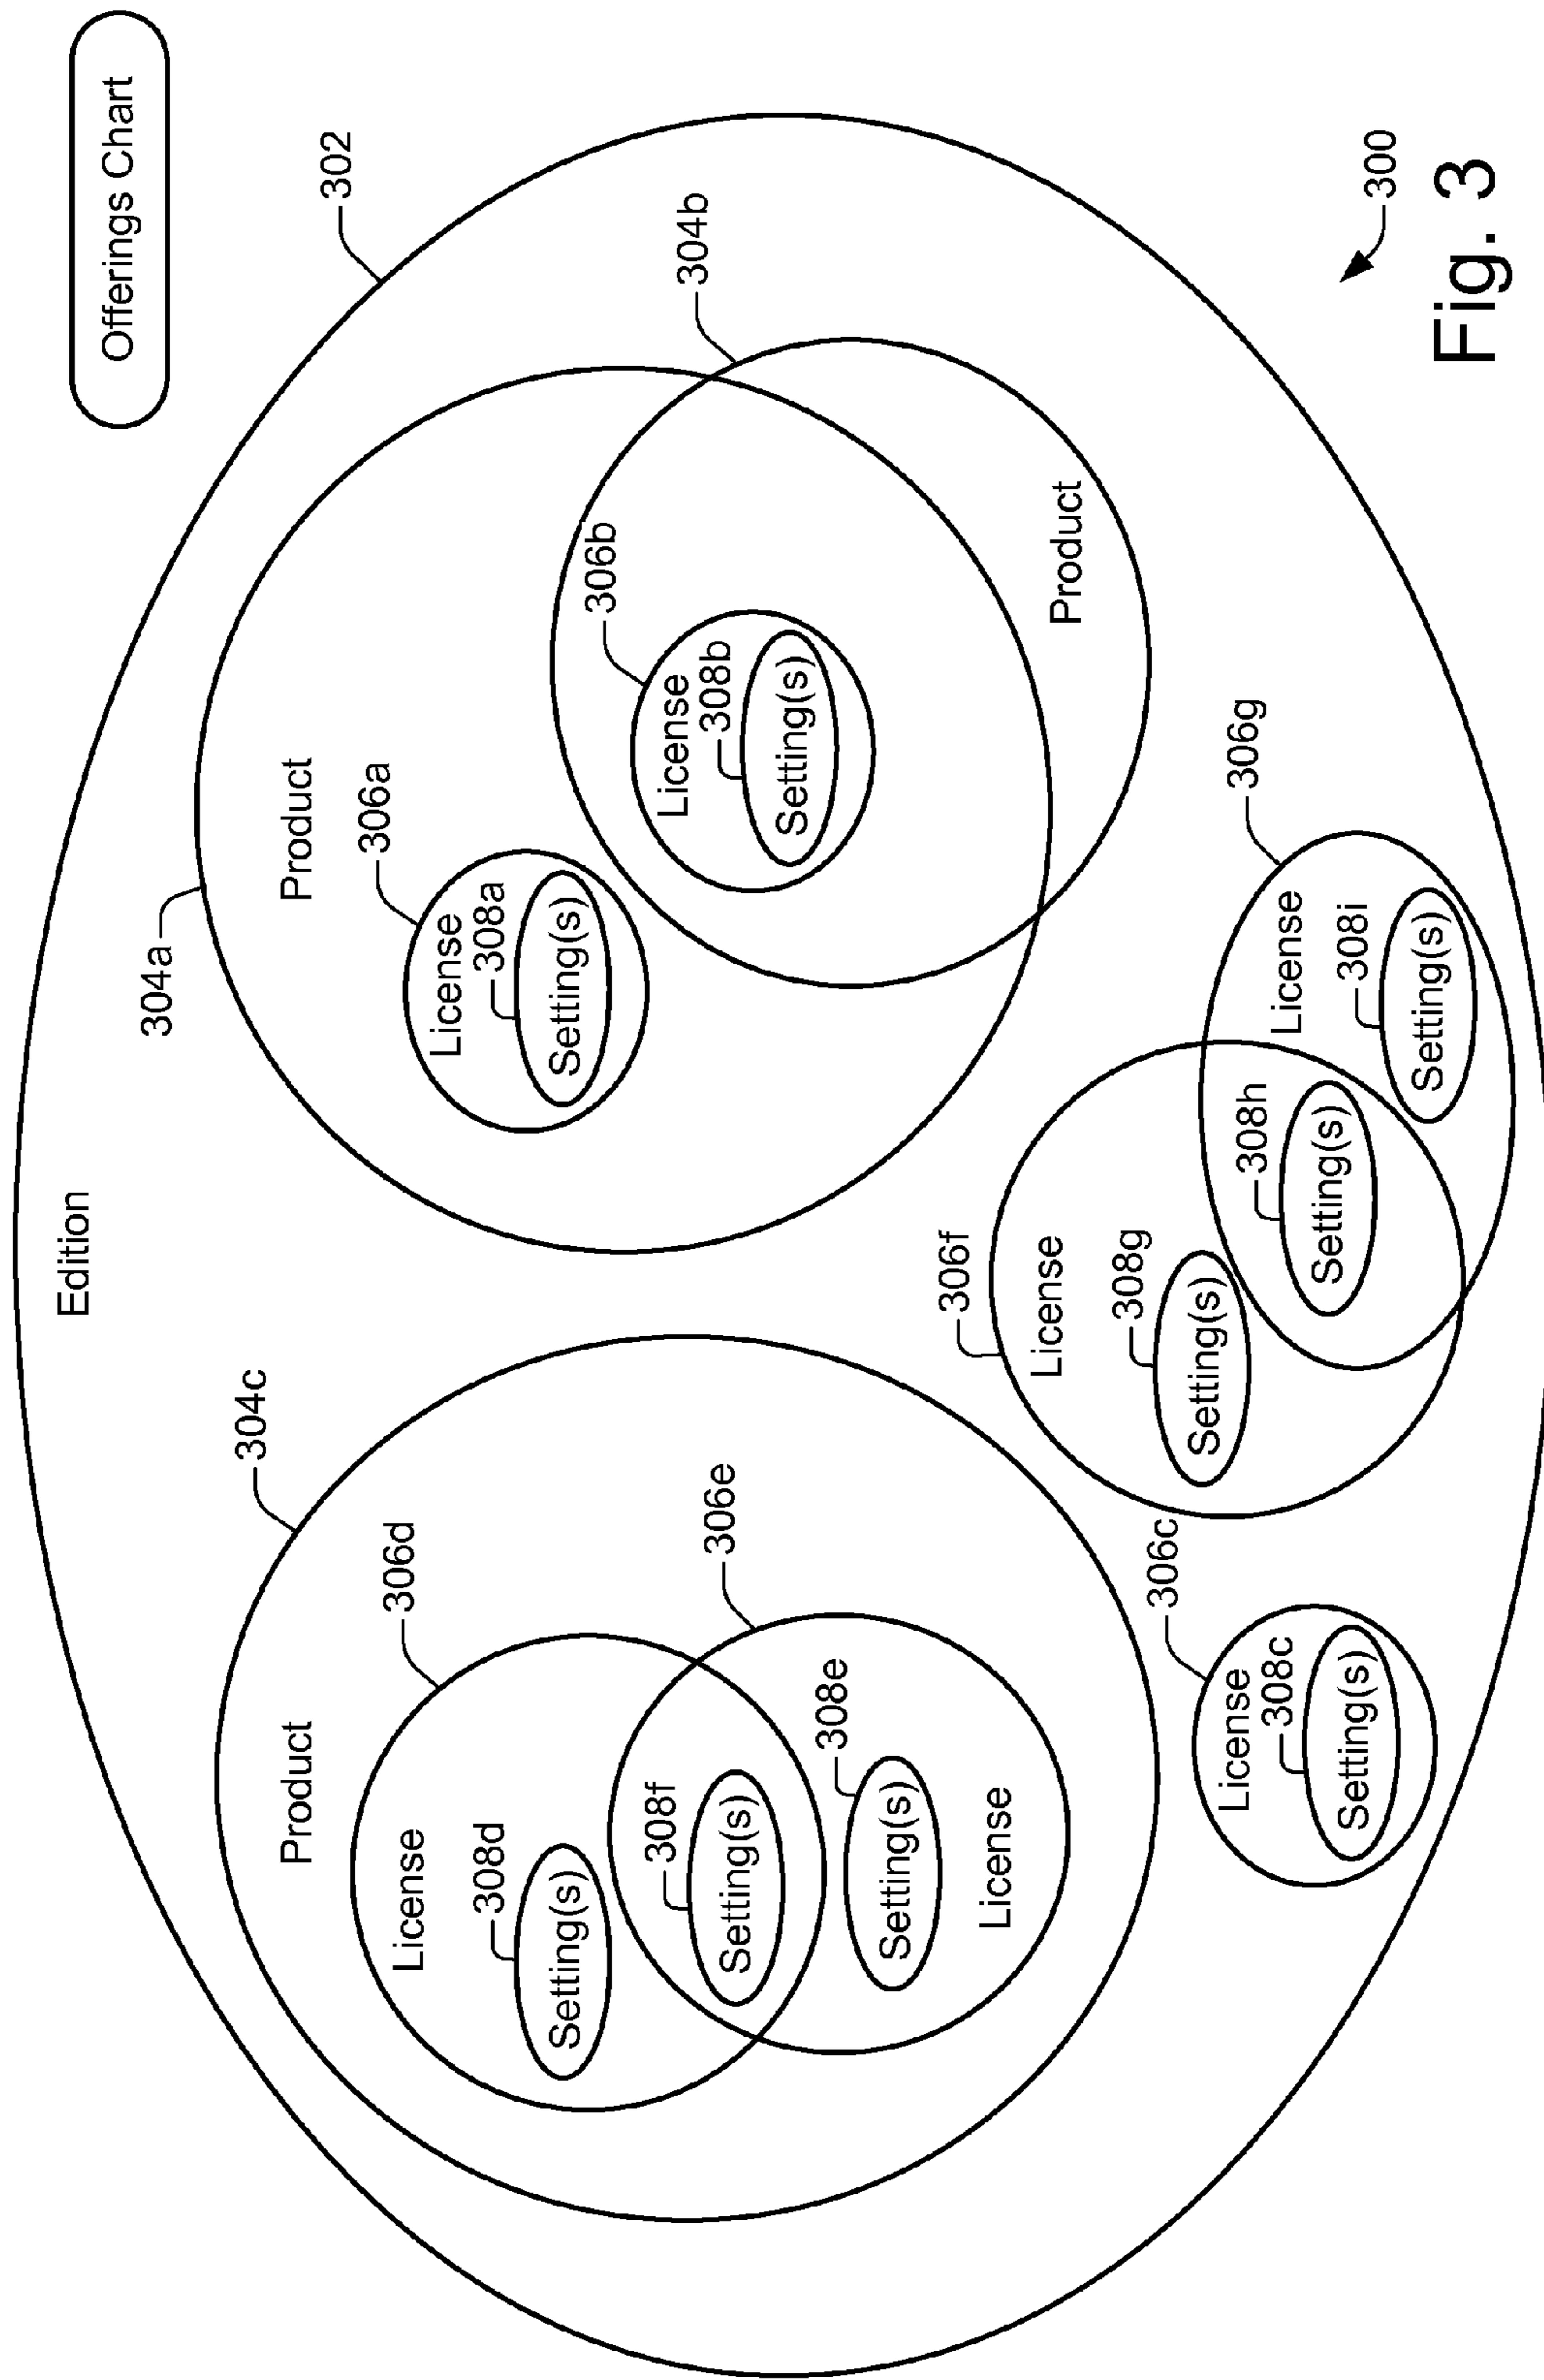 Offerings Chart
Edition
302
304a
304c
Product
Product
306a
306d
License
License
308a
308d
Setting(s)
Setting(s)
304b
306b
License
308b
Setting(s)
Product
306e
308f
Setting(s)
308e
Setting(s)
License
306f
License
308g
Setting(s)
308h
Setting(s)
306g
License
308i
Setting(s)
306c
License
308c
Setting(s)
300
Fig. 3